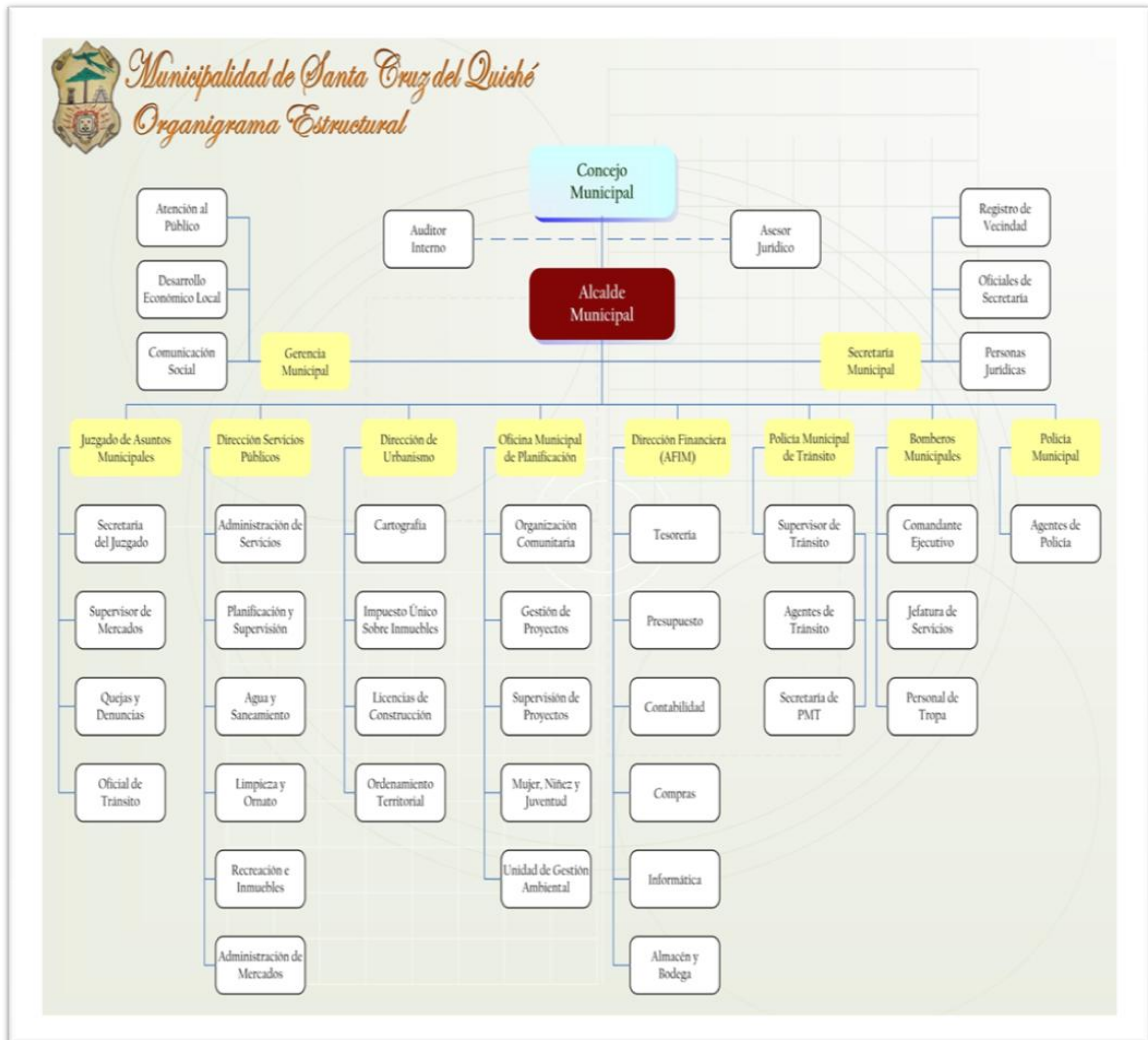 Municipalidad de Santa Cruz del Quiché
Organigrama Estructural
Concejo
Municipal
Atención al
Público
Auditor
Interno
Asesor
Jurídico
Registro de
Vecindad
Desarrollo
Económico Local
Alcalde
Municipal
Oficiales de
Secretaría
Comunicación
Social
Gerencia
Municipal
Secretaría
Municipal
Personas
Jurídicas
Juzgado de Asuntos
Municipales
Dirección Servicios
Públicos
Dirección de
Urbanismo
Oficina Municipal
de Planificación
Dirección Financiera
(AFIM)
Policía Municipal
de Tránsito
Bomberos
Municipales
Policía
Municipal
Secretaría
del Juzgado
Administración de
Servicios
Cartografía
Organización
Comunitaria
Tesorería
Supervisor de
Tránsito
Comandante
Ejecutivo
Agentes de
Policía
Supervisor de
Mercados
Planificación y
Supervisión
Impuesto Único
Sobre Inmuebles
Gestión de
Proyectos
Presupuesto
Agentes de
Tránsito
Jefatura de
Servicios
Quejas y
Denuncias
Agua y
Saneamiento
Licencias de
Construcción
Supervisión de
Proyectos
Contabilidad
Secretaría de
PMT
Personal de
Tropa
Oficial de
Tránsito
Limpieza y
Ornato
Ordenamiento
Territorial
Mujer, Niñez y
Juventud
Compras
Recreación e
Inmuebles
Unidad de Gestión
Ambiental
Informática
Administración de
Mercados
Almacén y
Bodega